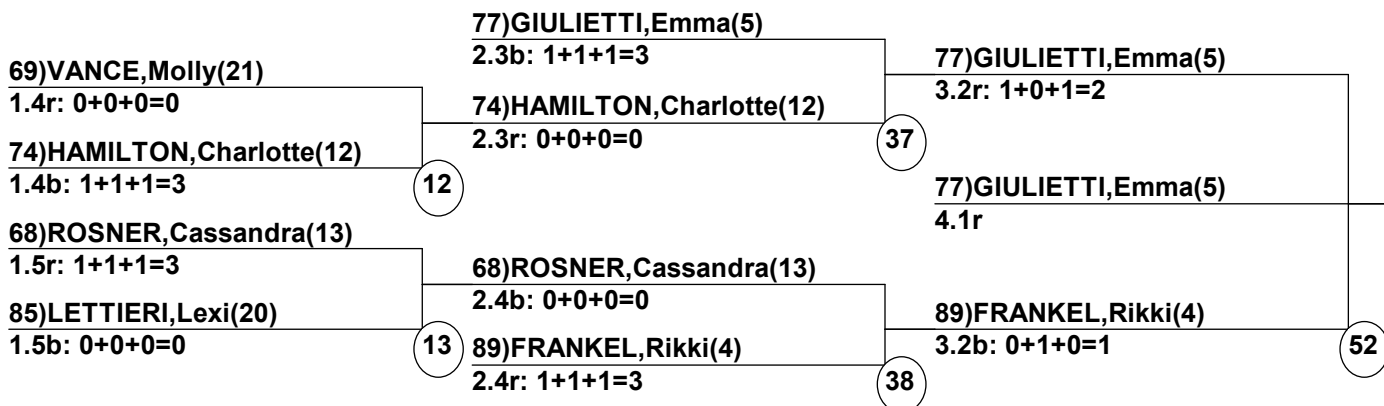 77)GIULIETTI,Emma(5)
2.3b: 1+1+1=3
69)VANCE,Molly(21)
1.4r: 0+0+0=0
77)GIULIETTI,Emma(5)
3.2r: 1+0+1=2
74)HAMILTON,Charlotte(12)
2.3r: 0+0+0=0
37
74)HAMILTON,Charlotte(12)
1.4b: 1+1+1=3
12
77)GIULIETTI,Emma(5)
4.1r
68)ROSNER,Cassandra(13)
1.5r: 1+1+1=3
68)ROSNER,Cassandra(13)
2.4b: 0+0+0=0
85)LETTIERI,Lexi(20)
1.5b: 0+0+0=0
13
89)FRANKEL,Rikki(4)
3.2b: 0+1+0=1
52
89)FRANKEL,Rikki(4)
2.4r: 1+1+1=3
38